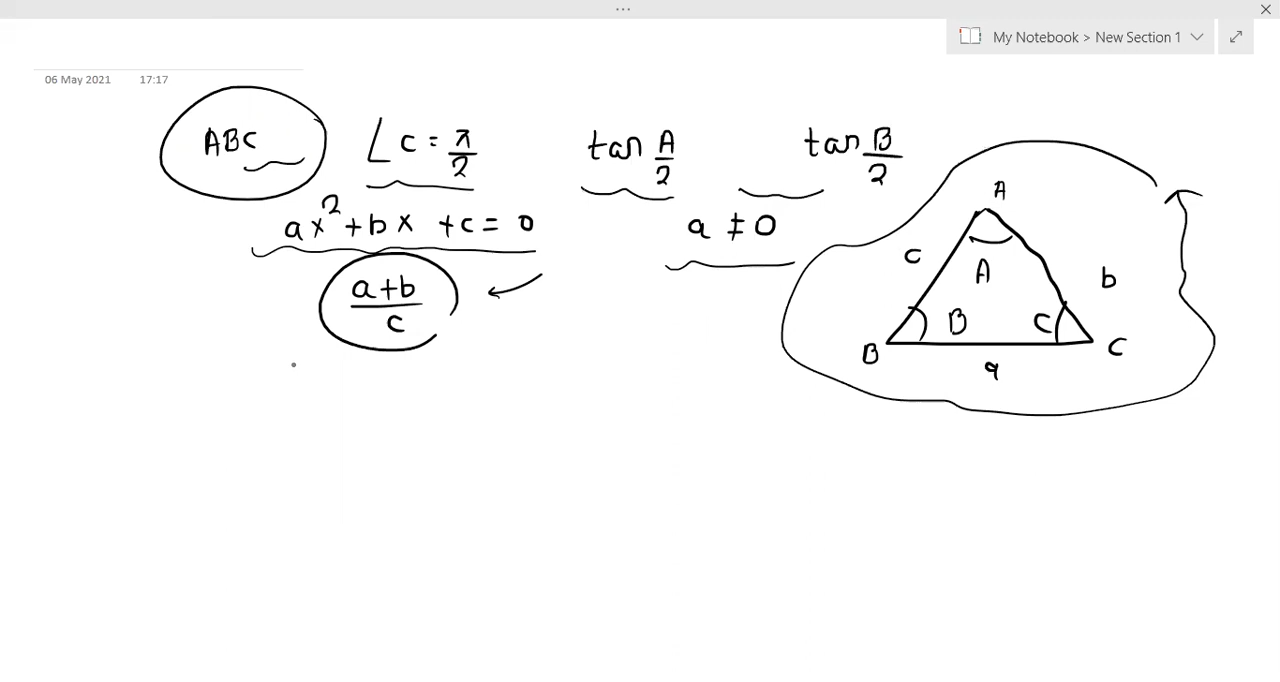 ...
My Notebook > New Section 1
06 May 2021 17:17
ABC ∠C = π/2 tan A/2 tan B/2
ax² + bx + c = 0 a ≠ 0
(a+b)/c
A
c A b
B B C C
a